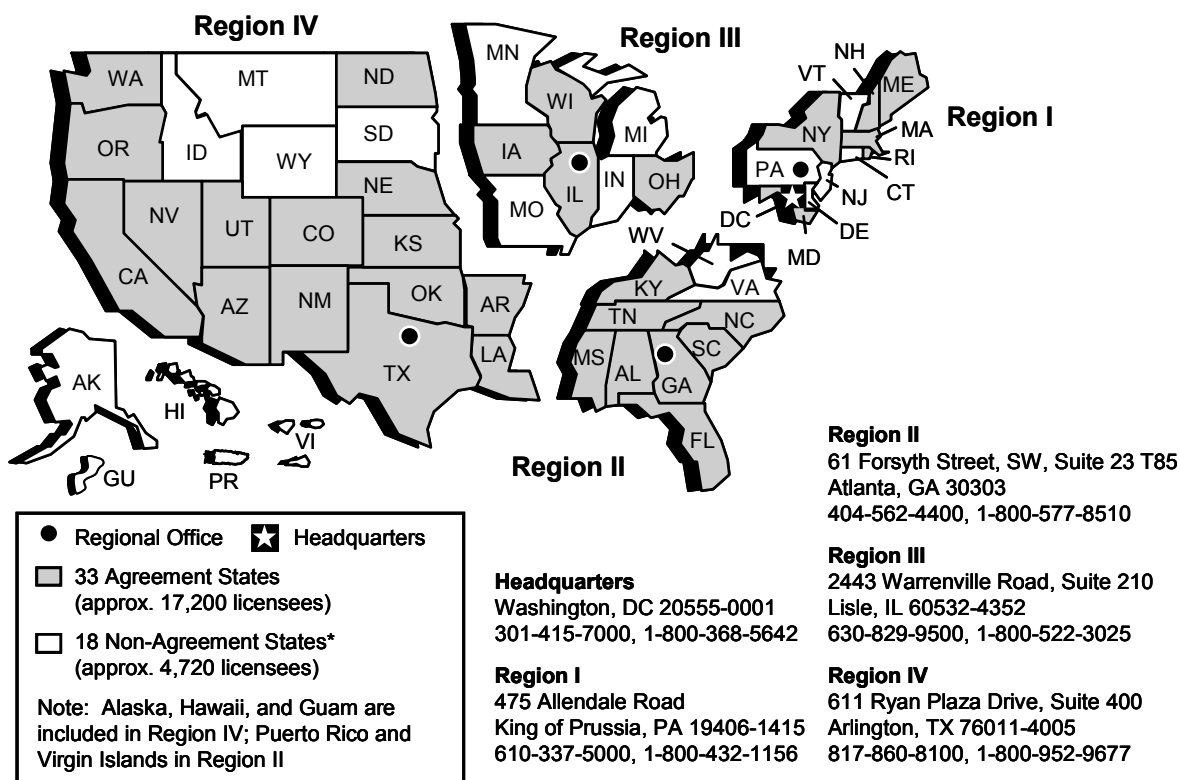 Region IV
Region III
Region I
Region II
WA
MT
ND
OR
ID
SD
WY
NE
NV
UT
CO
KS
CA
AZ
NM
OK
AR
TX
LA
AK
HI
GU
PR
VI
MN
WI
MI
IA
IL
IN
OH
MO
NH
VT
ME
NY
MA
RI
PA
CT
NJ
DC
DE
MD
WV
KY
VA
TN
NC
MS
AL
SC
GA
FL
Regional Office
Headquarters
33 Agreement States
(approx. 17,200 licensees)
18 Non-Agreement States*
(approx. 4,720 licensees)
Note: Alaska, Hawaii, and Guam are
included in Region IV; Puerto Rico and
Virgin Islands in Region II
Headquarters
Washington, DC 20555-0001
301-415-7000, 1-800-368-5642
Region I
475 Allendale Road
King of Prussia, PA 19406-1415
610-337-5000, 1-800-432-1156
Region II
61 Forsyth Street, SW, Suite 23 T85
Atlanta, GA 30303
404-562-4400, 1-800-577-8510
Region III
2443 Warrenville Road, Suite 210
Lisle, IL 60532-4352
630-829-9500, 1-800-522-3025
Region IV
611 Ryan Plaza Drive, Suite 400
Arlington, TX 76011-4005
817-860-8100, 1-800-952-9677